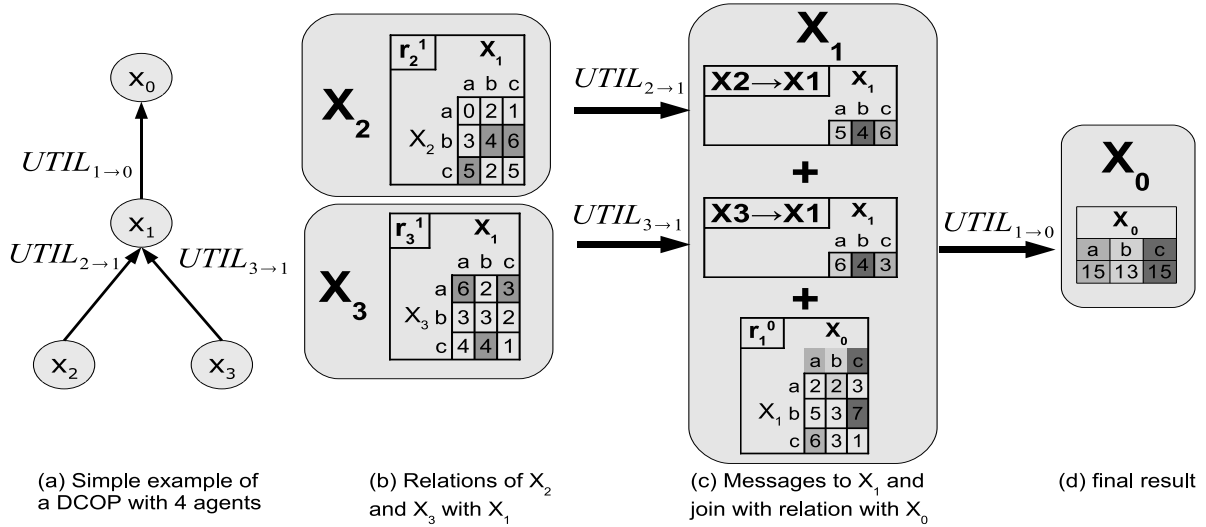 X0
UTIL1→0
X1
UTIL2→1
UTIL3→1
X2
X3
(a) Simple example of
a DCOP with 4 agents
X2
r2^1 X1
a b c
a 0 2 1
X2 b 3 4 6
c 5 2 5
X3
r3^1 X1
a b c
a 6 2 3
X3 b 3 3 2
c 4 4 1
(b) Relations of X2
and X3 with X1
UTIL2→1
UTIL3→1
X1
X2→X1 X1
a b c
5 4 6
+
X3→X1 X1
a b c
6 4 3
+
r1^0 X0
a b c
a 2 2 3
X1 b 5 3 7
c 6 3 1
(c) Messages to X1 and
join with relation with X0
UTIL1→0
X0
X0
a b c
15 13 15
(d) final result